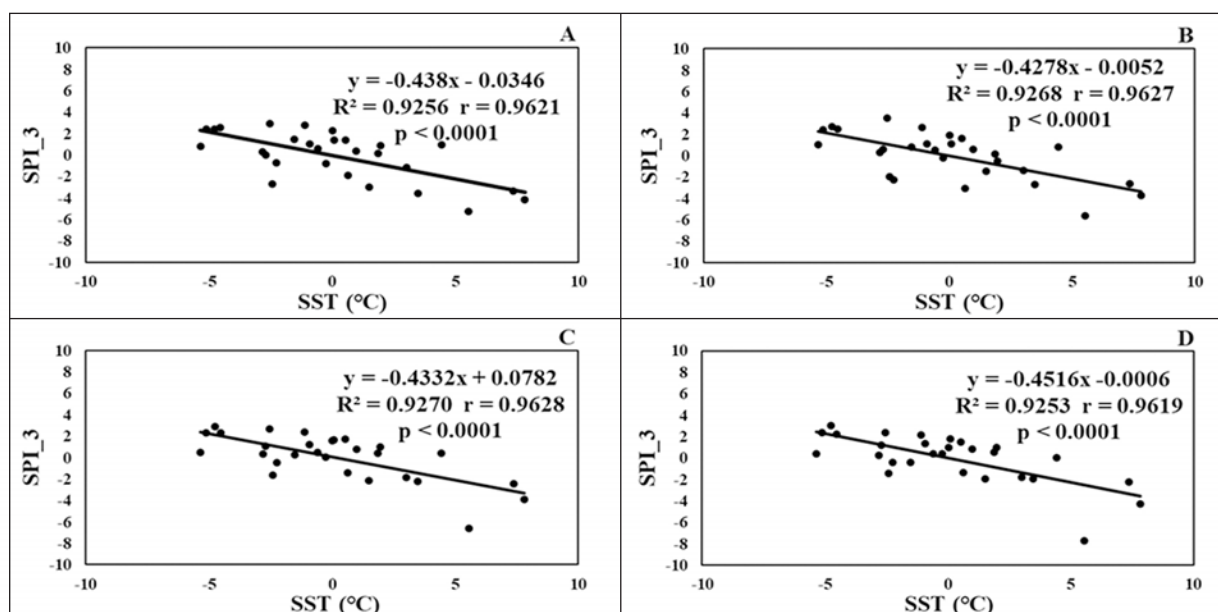 A
10
8
6
4
2
0
-2
-4
-6
-8
-10
SPI_3
y = -0.438x - 0.0346
R² = 0.9256 r = 0.9621
p < 0.0001
-10 -5 0 5 10
SST (°C)
B
10
8
6
4
2
0
-2
-4
-6
-8
-10
SPI_3
y = -0.4278x - 0.0052
R² = 0.9268 r = 0.9627
p < 0.0001
-10 -5 0 5 10
SST (°C)
C
10
8
6
4
2
0
-2
-4
-6
-8
-10
SPI_3
y = -0.4332x + 0.0782
R² = 0.9270 r = 0.9628
p < 0.0001
-10 -5 0 5 10
SST (°C)
D
10
8
6
4
2
0
-2
-4
-6
-8
-10
SPI_3
y = -0.4516x -0.0006
R² = 0.9253 r = 0.9619
p < 0.0001
-10 -5 0 5 10
SST (°C)